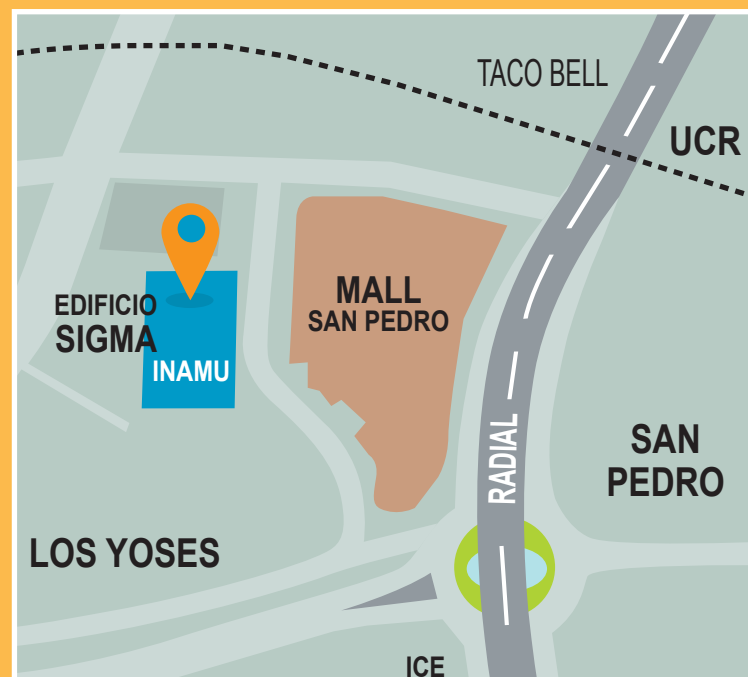 TACO BELL
UCR
EDIFICIO
SIGMA
INAMU
MALL
SAN PEDRO
RADIAL
SAN
PEDRO
LOS YOSES
ICE